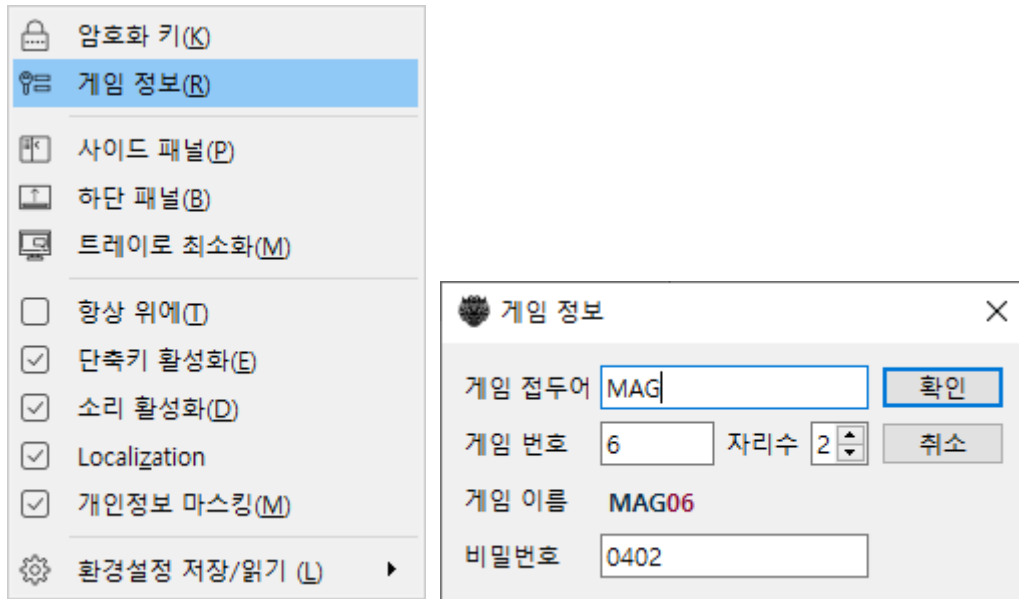 암호화 키(K)
게임 정보(R)
사이드 패널(P)
하단 패널(B)
트레이로 최소화(M)
항상 위에(T)
단축키 활성화(E)
소리 활성화(D)
Localization
개인정보 마스킹(M)
환경설정 저장/읽기 (L)
게임 정보
게임 접두어 MAG 확인
게임 번호 6 자리수 2 취소
게임 이름 MAG06
비밀번호 0402